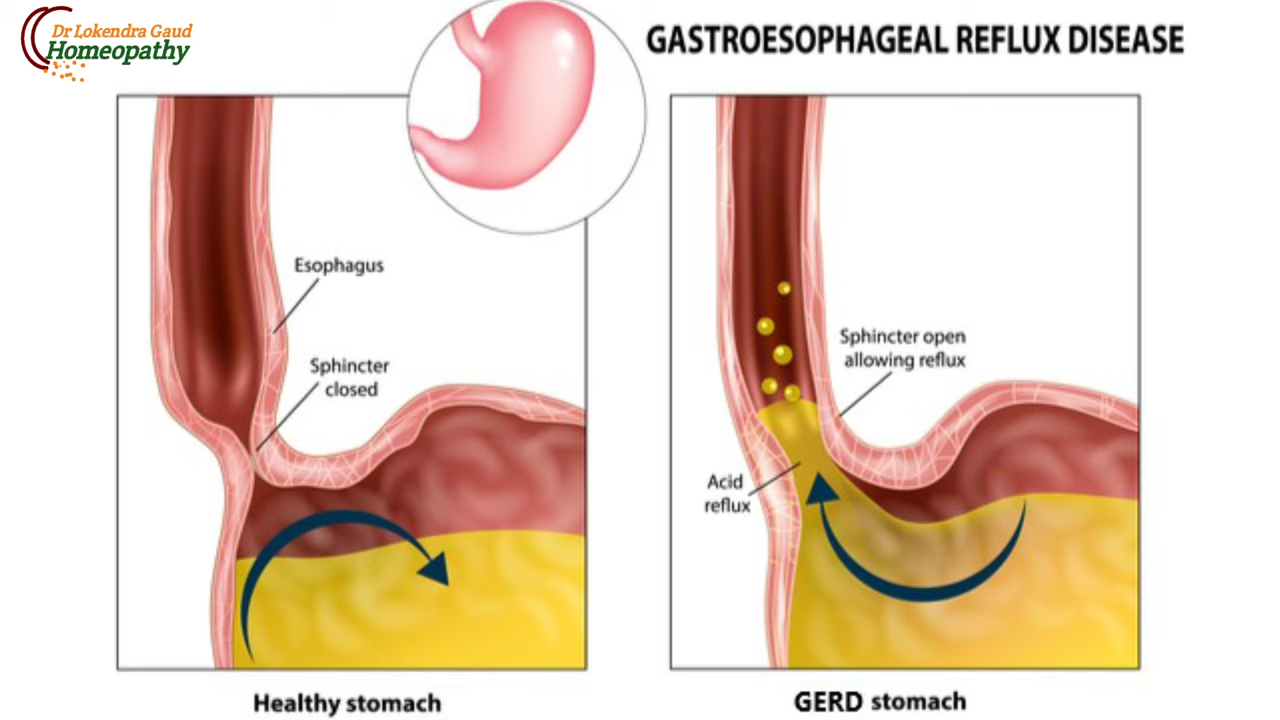 Dr Lokendra Gaud
Homeopathy
GASTROESOPHAGEAL REFLUX DISEASE
Esophagus
Sphincter
closed
Healthy stomach
Sphincter open
allowing reflux
Acid
reflux
GERD stomach